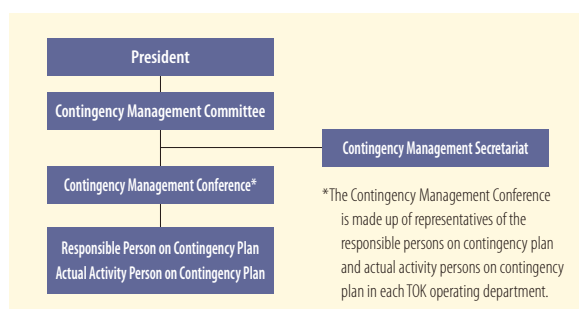 President
Contingency Management Committee
Contingency Management Secretariat
Contingency Management Conference*
Responsible Person on Contingency Plan
Actual Activity Person on Contingency Plan
*The Contingency Management Conference
is made up of representatives of the
responsible persons on contingency plan
and actual activity persons on contingency
plan in each TOK operating department.